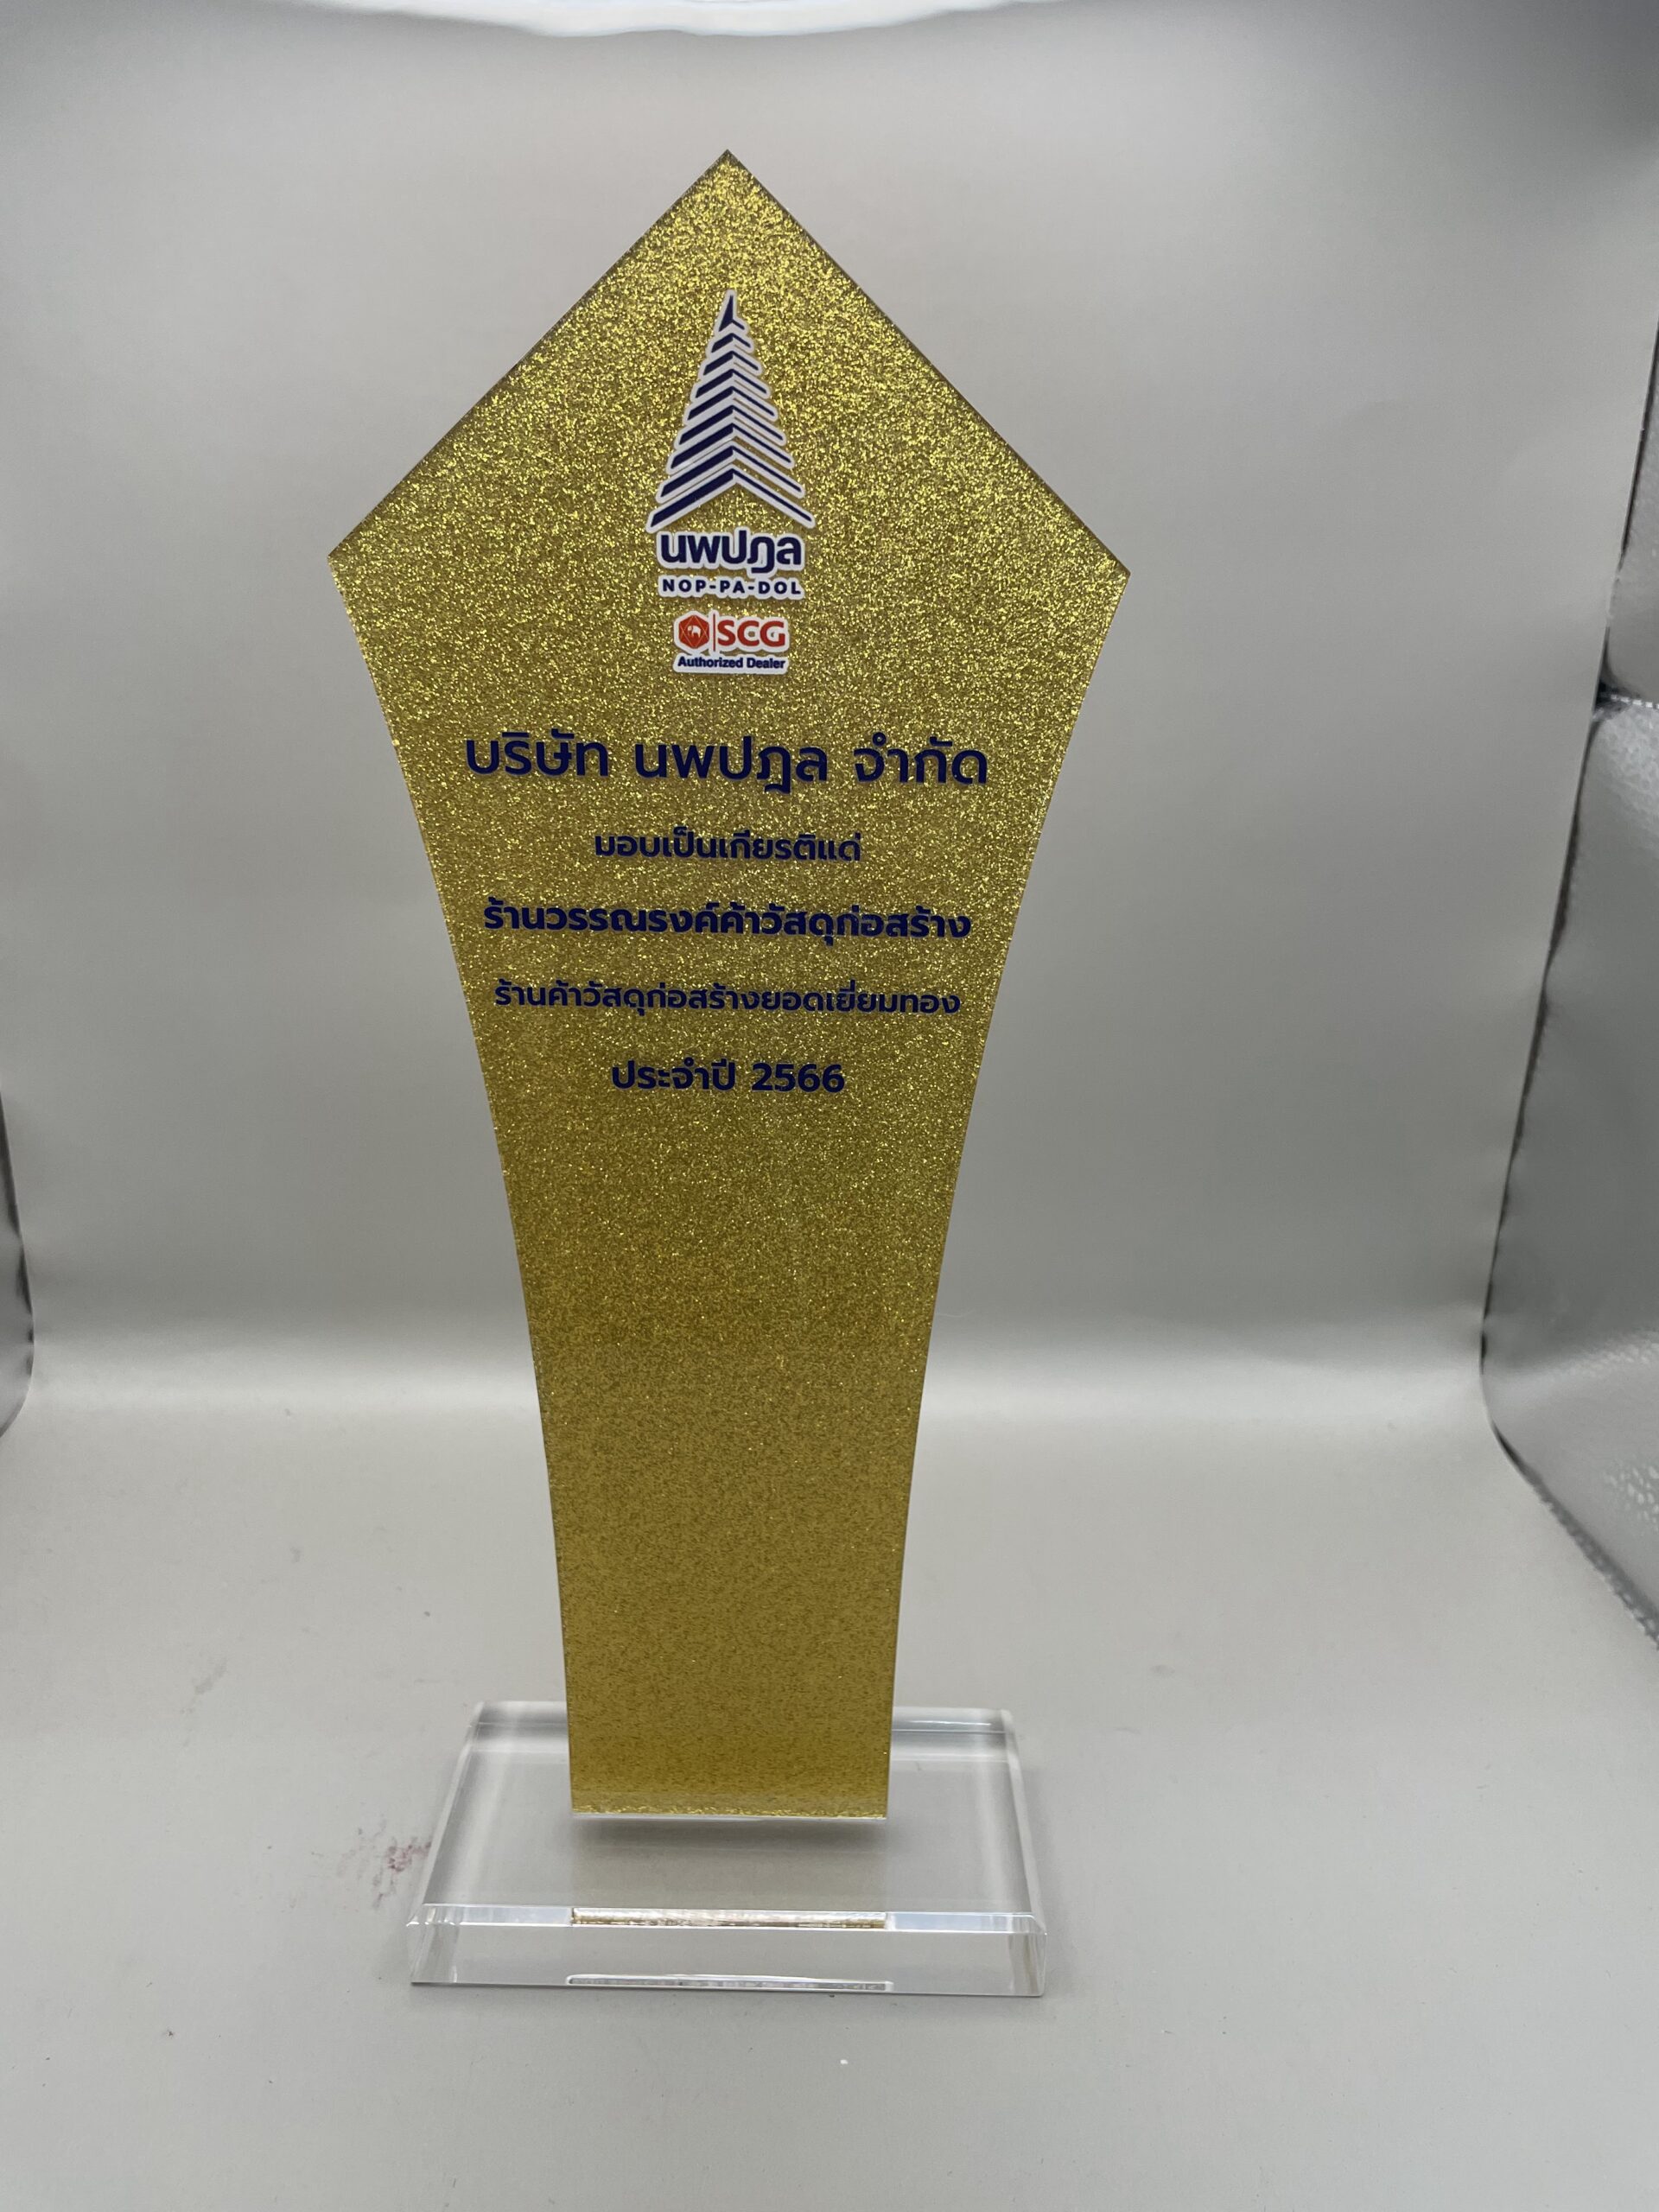 นพปฎล
NOP-PA-DOL
SCG
Authorized Dealer
บริษัท นพปฎล จำกัด
มอบเป็นเกียรติแด่
ร้านวรรณรงค์ค้าวัสดุก่อสร้าง
ร้านค้าวัสดุก่อสร้างยอดเยี่ยมทอง
ประจำปี 2566